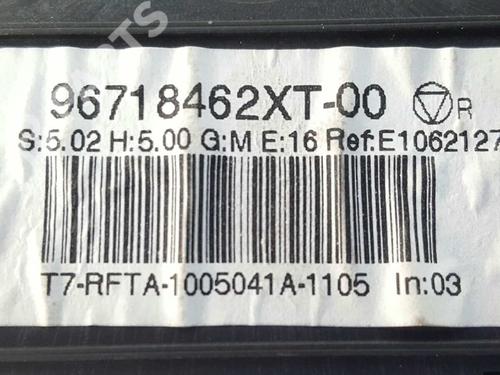 96718462XT-00 R
S:5.02 H:5.00 G:M E:16 Ref:E1062127
T7-RFTA-1005041A-1105 In:03